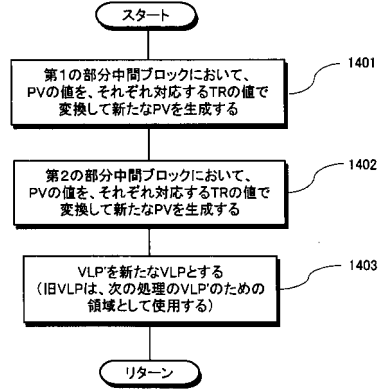 スタート
第1の部分中間ブロックにおいて、
PVの値を、それぞれ対応するTRの値で
変換して新たなPVを生成する
1401
第2の部分中間ブロックにおいて、
PVの値を、それぞれ対応するTRの値で
変換して新たなPVを生成する
1402
VLP'を新たなVLPとする
(旧VLPは、次の処理のVLP'のための
領域として使用する)
1403
リターン